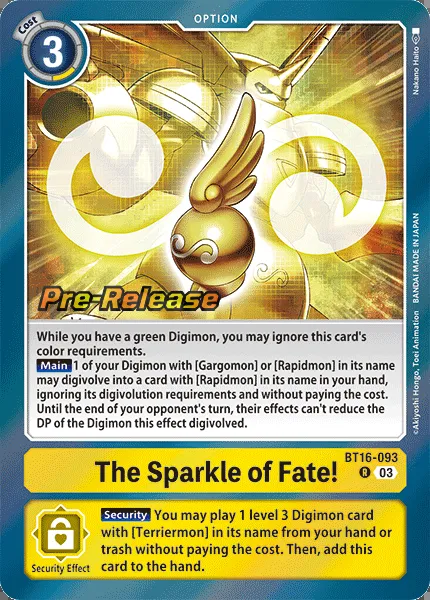 OPTION
Cost
3
Nakano Haito
©Akiyoshi Hongo, Toei Animation BANDAI MADE IN JAPAN
Pre-Release
While you have a green Digimon, you may ignore this card's
color requirements.
Main 1 of your Digimon with [Gargomon] or [Rapidmon] in its name
may digivolve into a card with [Rapidmon] in its name in your hand,
ignoring its digivolution requirements and without paying the cost.
Until the end of your opponent's turn, their effects can't reduce the
DP of the Digimon this effect digivolved.
BT16-093
The Sparkle of Fate!
R 03
Security You may play 1 level 3 Digimon card
with [Terriermon] in its name from your hand or
trash without paying the cost. Then, add this
card to the hand.
Security Effect